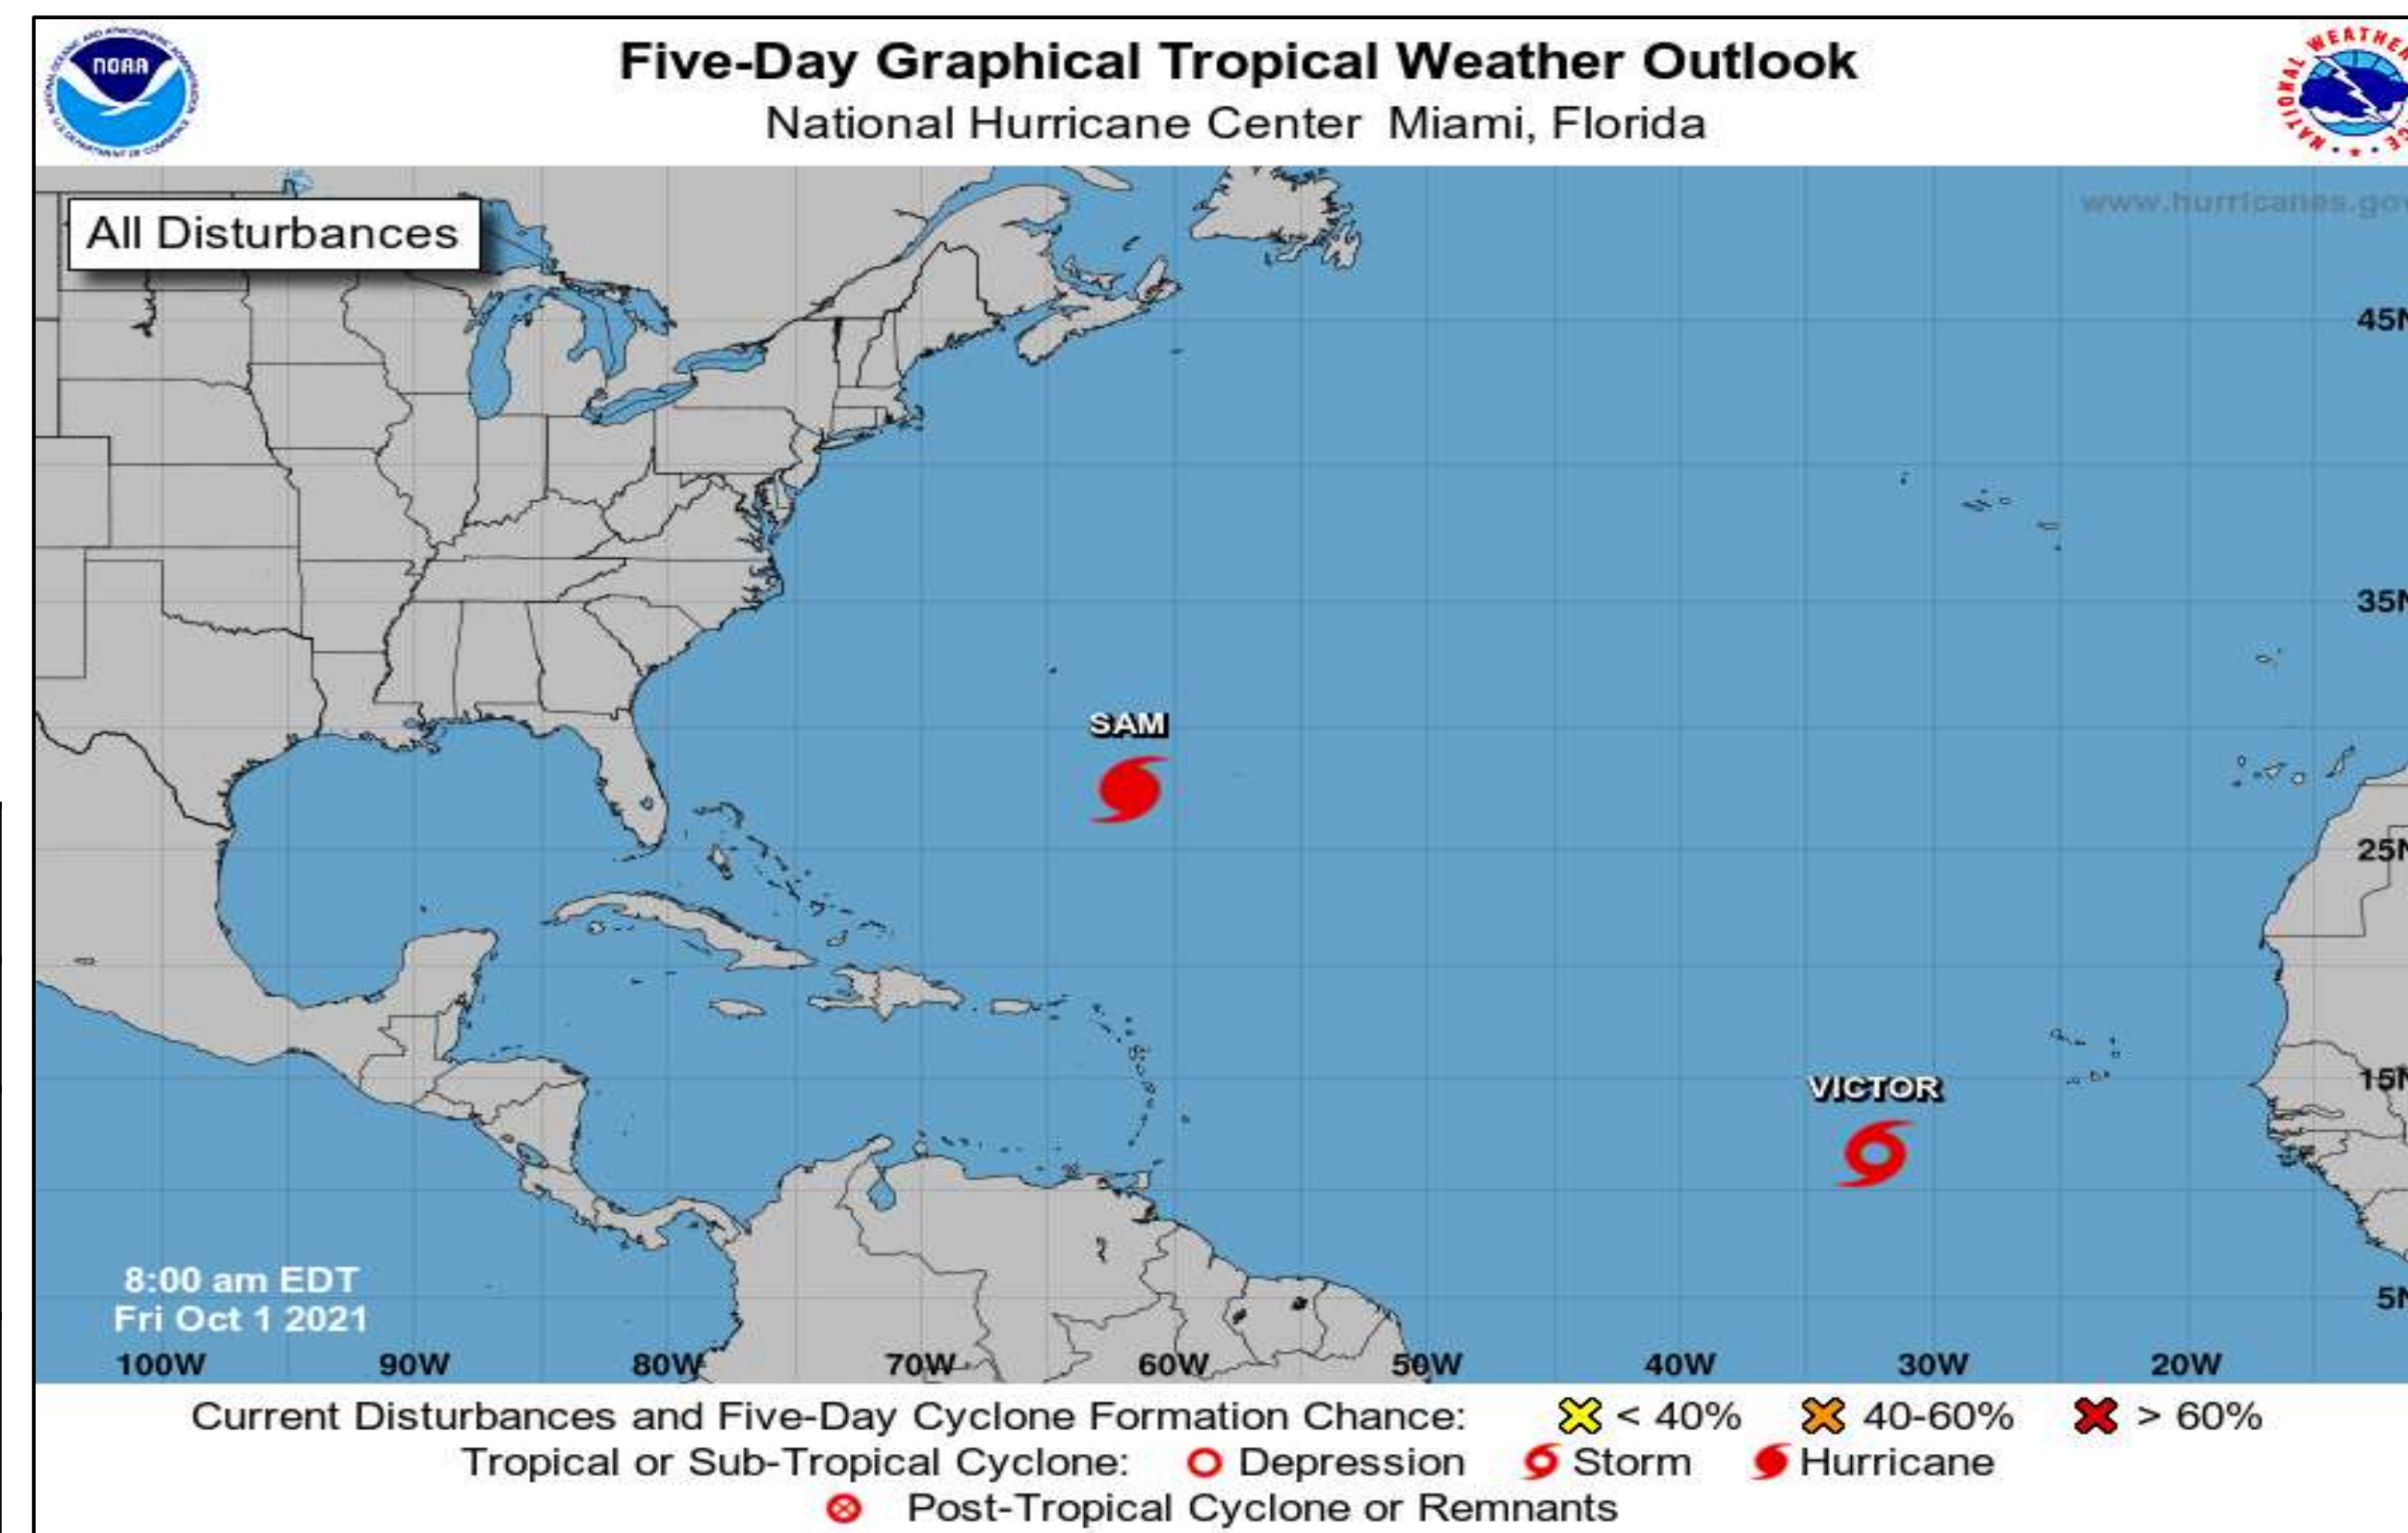 Five-Day Graphical Tropical Weather Outlook
National Hurricane Center Miami, Florida
NOAA
NATIONAL WEATHER
All Disturbances
www.hurricanes.gov
45N
35N
SAM
25N
VICTOR
15N
8:00 am EDT
Fri Oct 1 2021
5N
100W 90W 80W 70W 60W 50W 40W 30W 20W
Current Disturbances and Five-Day Cyclone Formation Chance: < 40% 40-60% > 60%
Tropical or Sub-Tropical Cyclone: Depression Storm Hurricane
Post-Tropical Cyclone or Remnants